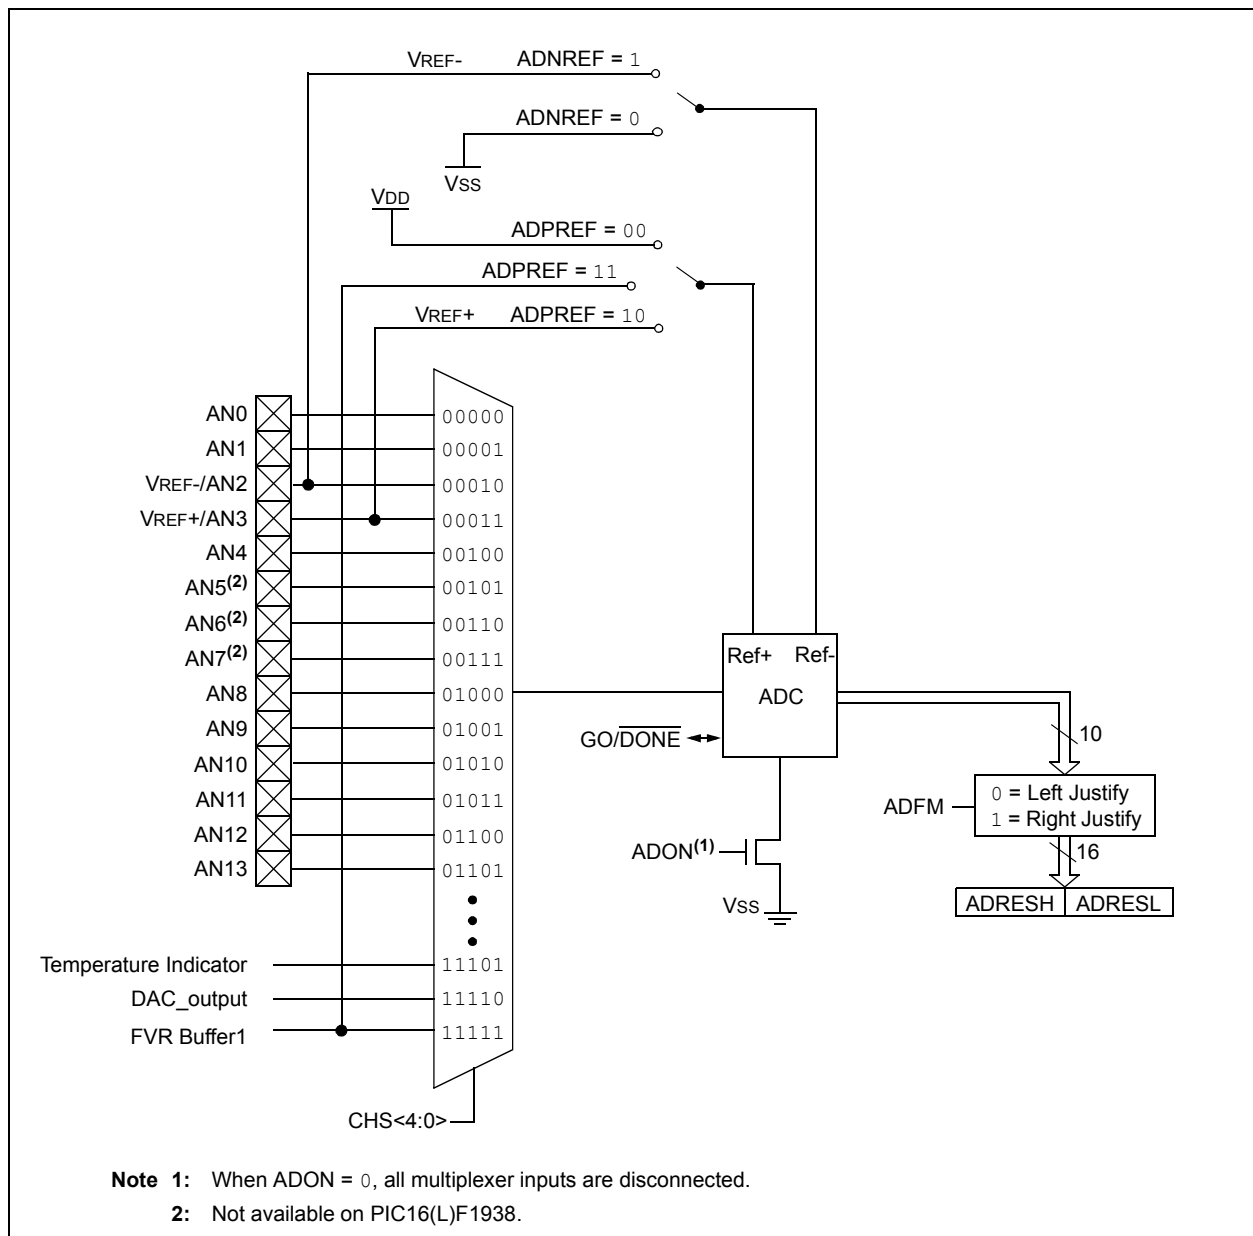 VREF- ADNREF = 1
ADNREF = 0
VSS
VDD
ADPREF = 00
ADPREF = 11
VREF+ ADPREF = 10
AN0 00000
AN1 00001
VREF-/AN2 00010
VREF+/AN3 00011
AN4 00100
AN5(2) 00101
AN6(2) 00110
AN7(2) 00111
AN8 01000
AN9 01001
AN10 01010
AN11 01011
AN12 01100
AN13 01101
Temperature Indicator 11101
DAC_output 11110
FVR Buffer1 11111
CHS<4:0>
Ref+ Ref-
ADC
GO/DONE
ADON(1)
VSS
10
ADFM
0 = Left Justify
1 = Right Justify
16
ADRESH ADRESL
Note 1: When ADON = 0, all multiplexer inputs are disconnected.
2: Not available on PIC16(L)F1938.